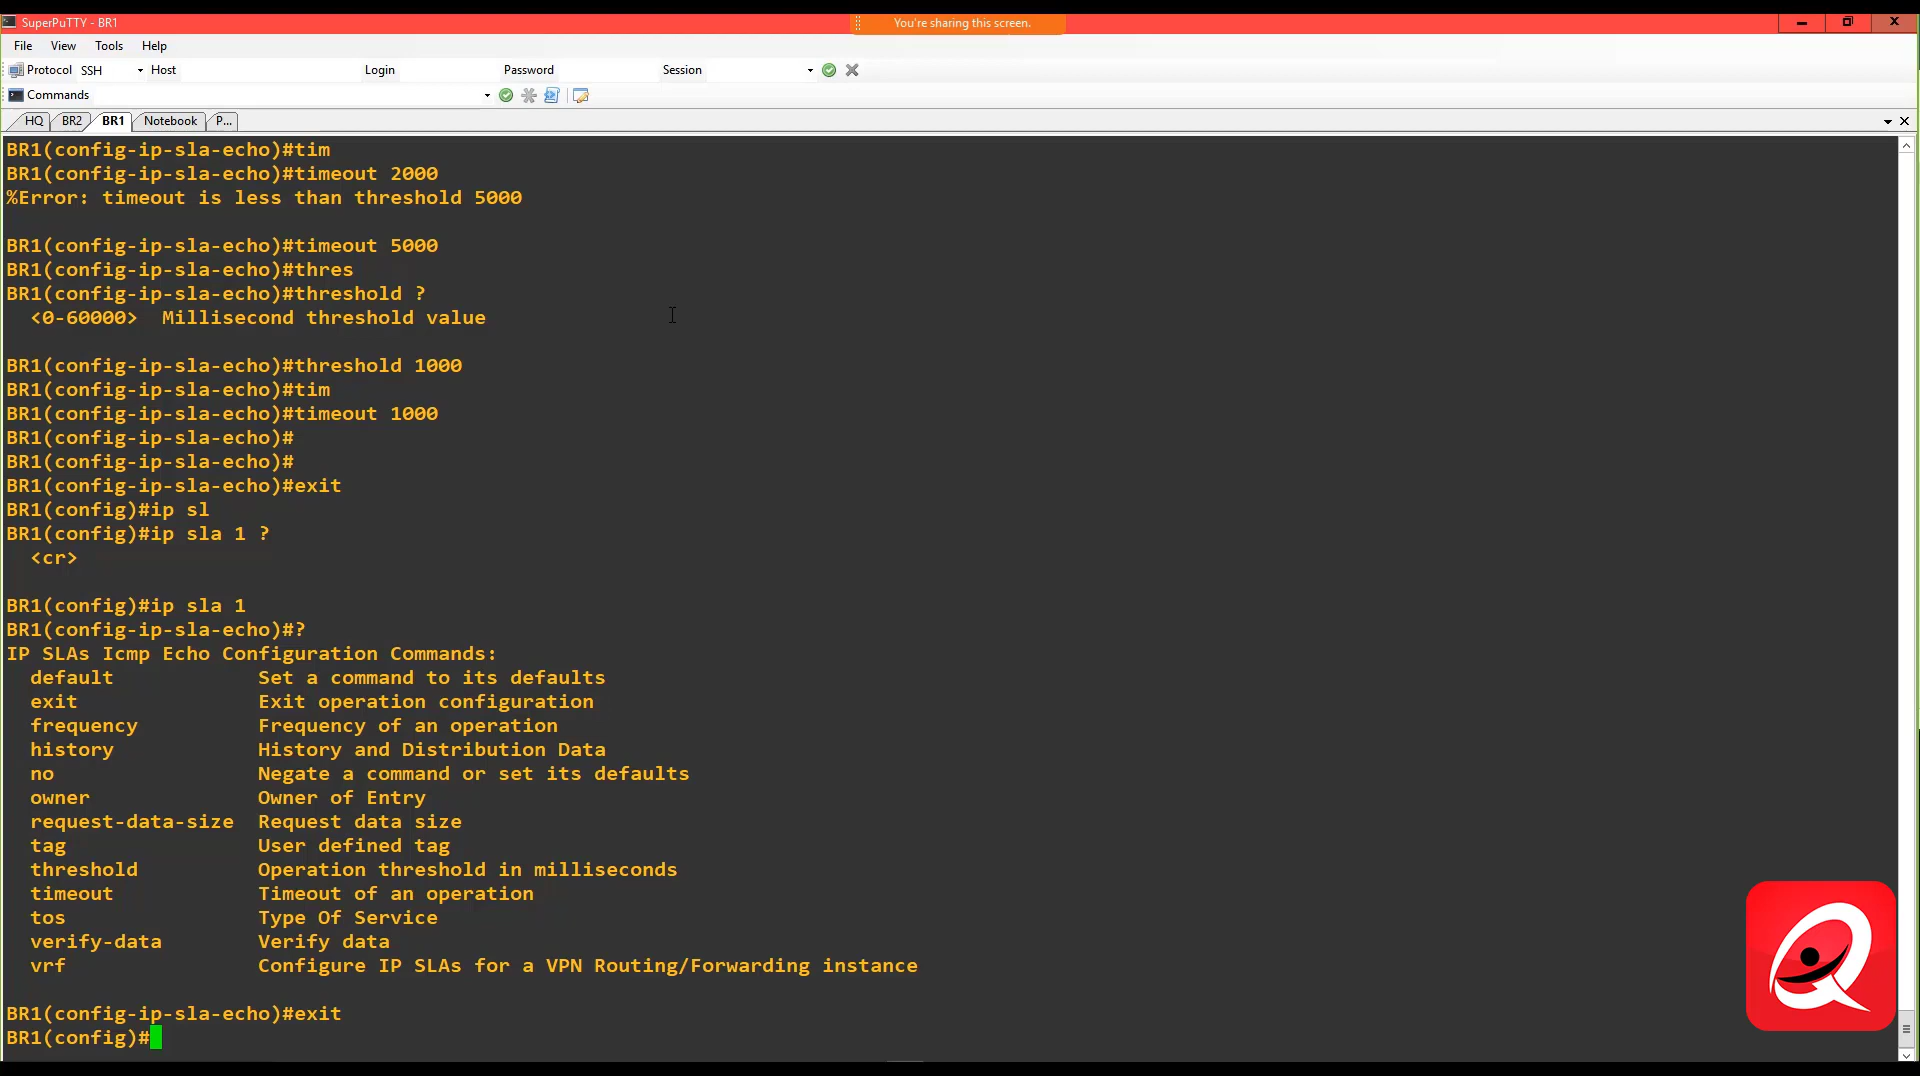 SuperPuTTY - BR1
You're sharing this screen.
File View Tools Help
Protocol SSH Host Login Password Session
Commands
HQ BR2 BR1 Notebook P...
BR1(config-ip-sla-echo)#tim
BR1(config-ip-sla-echo)#timeout 2000
%Error: timeout is less than threshold 5000
BR1(config-ip-sla-echo)#timeout 5000
BR1(config-ip-sla-echo)#thres
BR1(config-ip-sla-echo)#threshold ?
<0-60000> Millisecond threshold value
BR1(config-ip-sla-echo)#threshold 1000
BR1(config-ip-sla-echo)#tim
BR1(config-ip-sla-echo)#timeout 1000
BR1(config-ip-sla-echo)#
BR1(config-ip-sla-echo)#
BR1(config-ip-sla-echo)#exit
BR1(config)#ip sl
BR1(config)#ip sla 1 ?
<cr>
BR1(config)#ip sla 1
BR1(config-ip-sla-echo)#?
IP SLAs Icmp Echo Configuration Commands:
default Set a command to its defaults
exit Exit operation configuration
frequency Frequency of an operation
history History and Distribution Data
no Negate a command or set its defaults
owner Owner of Entry
request-data-size Request data size
tag User defined tag
threshold Operation threshold in milliseconds
timeout Timeout of an operation
tos Type Of Service
verify-data Verify data
vrf Configure IP SLAs for a VPN Routing/Forwarding instance
BR1(config-ip-sla-echo)#exit
BR1(config)#